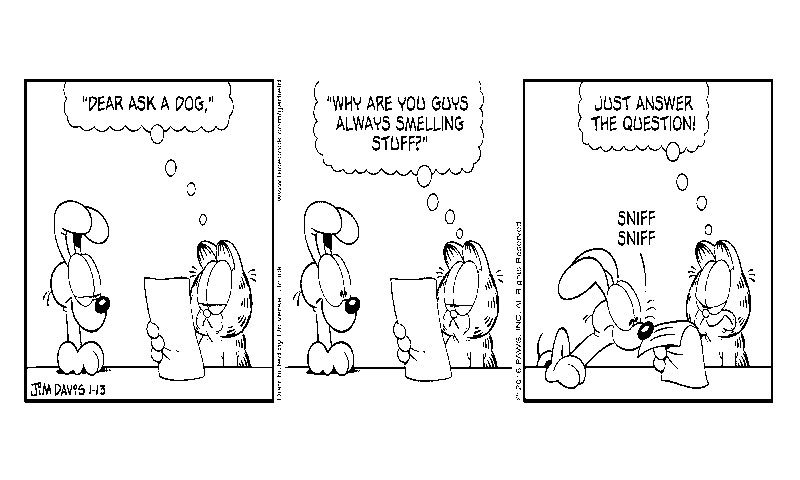 "DEAR ASK A DOG,"
JIM DAVIS 1-13
"WHY ARE YOU GUYS
ALWAYS SMELLING
STUFF?"
JUST ANSWER
THE QUESTION!
SNIFF
SNIFF
© 2016 PAWS, INC. All Rights Reserved